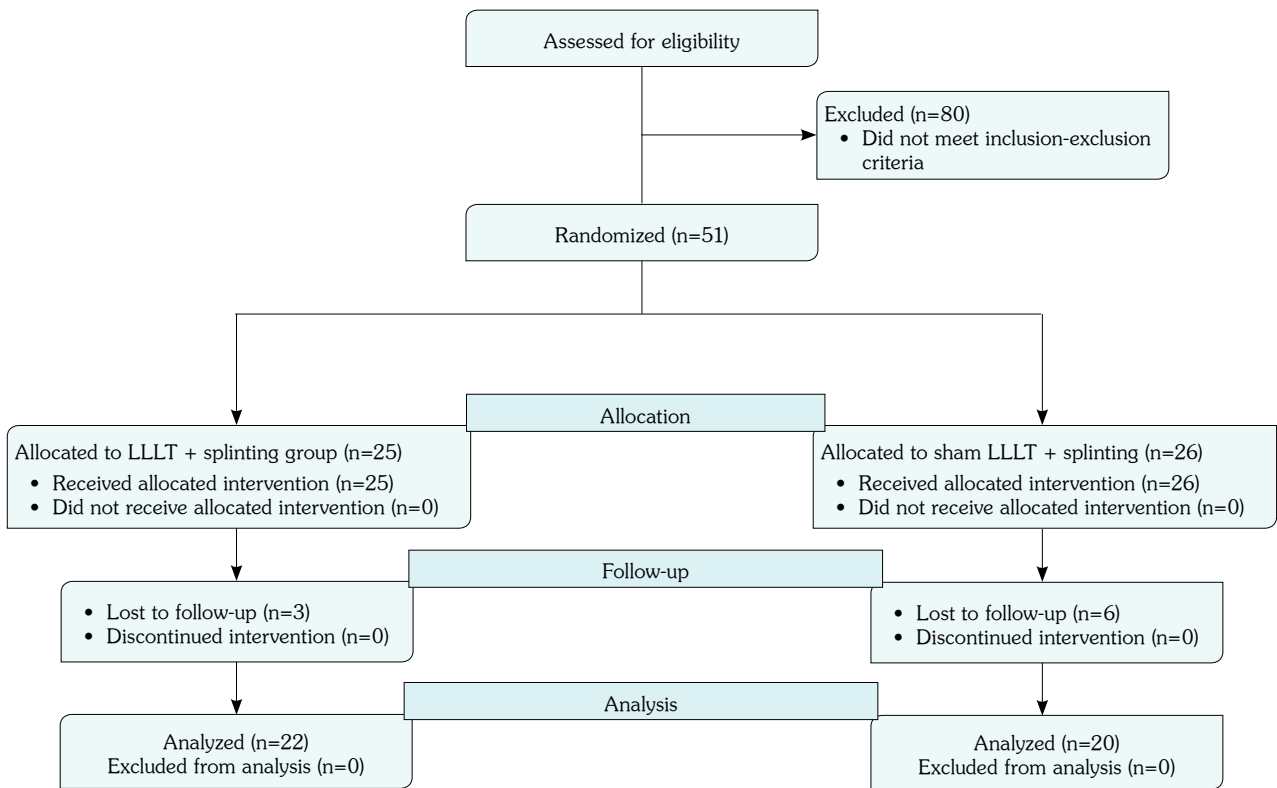 Assessed for eligibility
Excluded (n=80)
• Did not meet inclusion-exclusion
criteria
Randomized (n=51)
Allocation
Allocated to LLLT + splinting group (n=25)
• Received allocated intervention (n=25)
• Did not receive allocated intervention (n=0)
Allocated to sham LLLT + splinting (n=26)
• Received allocated intervention (n=26)
• Did not receive allocated intervention (n=0)
Follow-up
• Lost to follow-up (n=3)
• Discontinued intervention (n=0)
• Lost to follow-up (n=6)
• Discontinued intervention (n=0)
Analysis
Analyzed (n=22)
Excluded from analysis (n=0)
Analyzed (n=20)
Excluded from analysis (n=0)